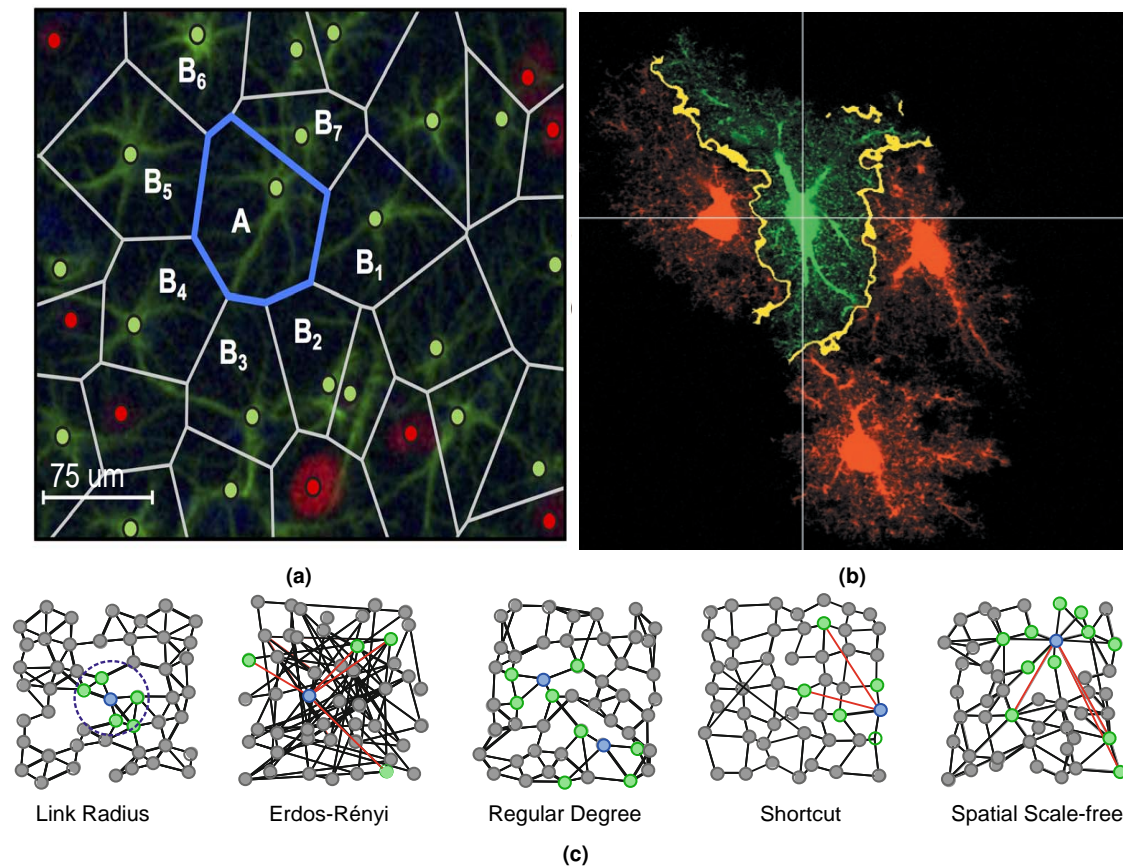 B6
B7
B5
A
B1
B4
B2
B3
75 um
(a)
(b)
Link Radius
Erdos-Rényi
Regular Degree
Shortcut
Spatial Scale-free
(c)